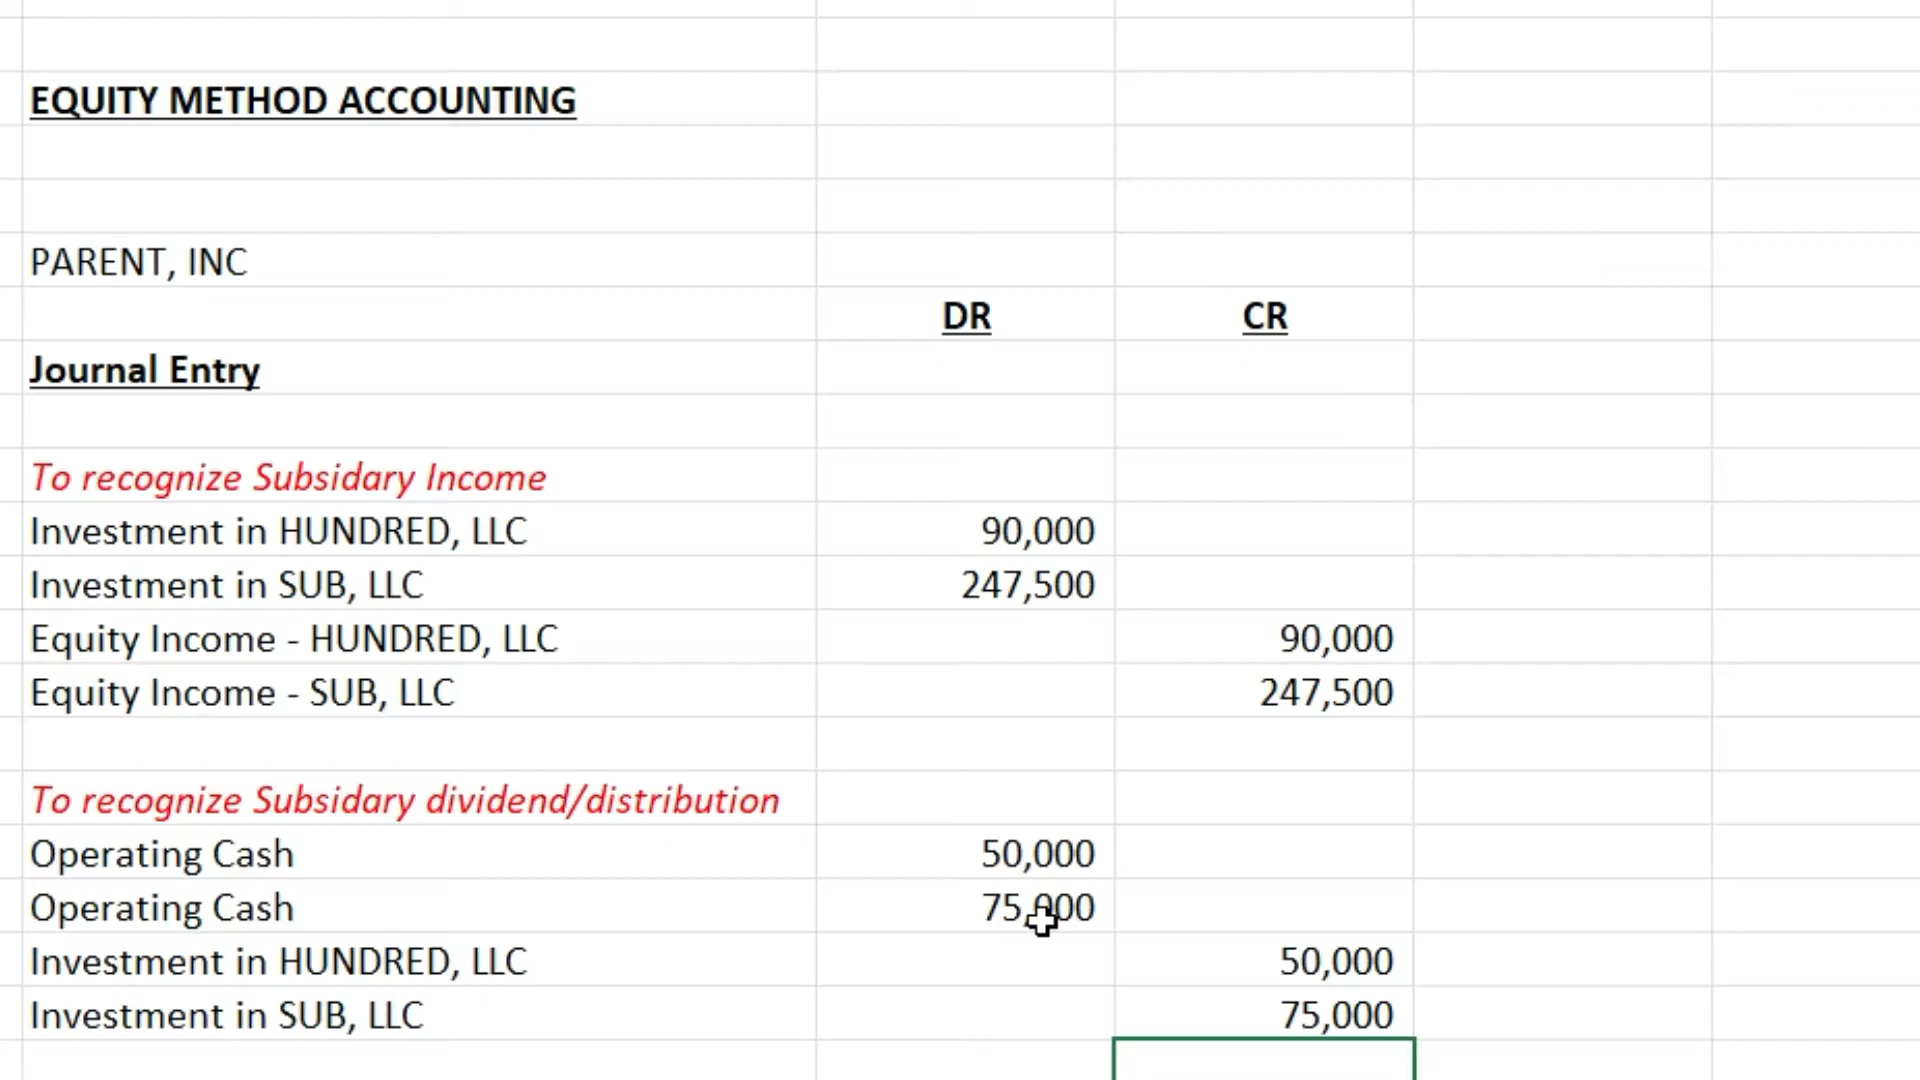 EQUITY METHOD ACCOUNTING
PARENT, INC
DR CR
Journal Entry
To recognize Subsidary Income
Investment in HUNDRED, LLC 90,000
Investment in SUB, LLC 247,500
Equity Income - HUNDRED, LLC 90,000
Equity Income - SUB, LLC 247,500
To recognize Subsidary dividend/distribution
Operating Cash 50,000
Operating Cash 75,000
Investment in HUNDRED, LLC 50,000
Investment in SUB, LLC 75,000